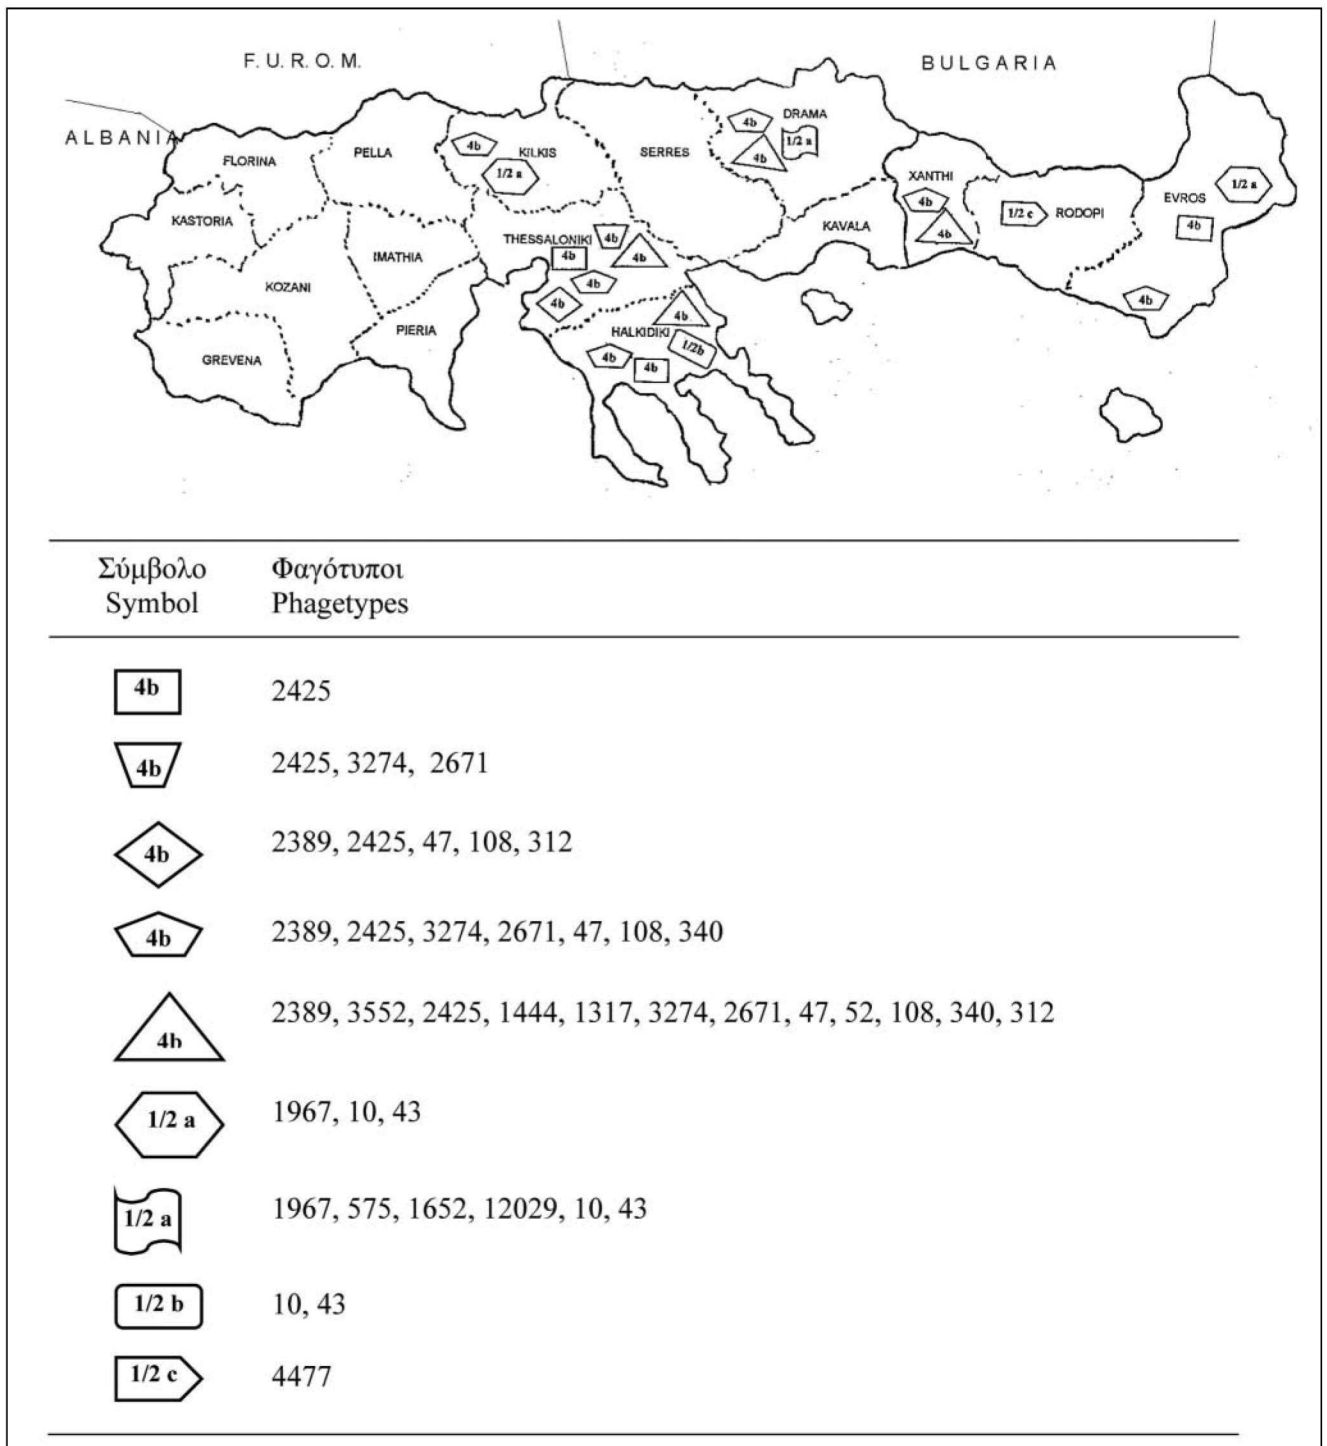 F. U. R. O. M.
BULGARIA
ALBANIA
FLORINA
PELLA
4b
KILKIS
1/2 a
SERRES
4b
DRAMA
1/2 a
4b
KASTORIA
IMATHIA
THESSALONIKI
4b
4b
4b
4b
4b
KAVALA
XANTHI
4b
4b
1/2 c
RODOPI
EVROS
1/2 a
4b
4b
KOZANI
PIERIA
GREVENA
HALKIDIKI
4b
1/2b
4b
4b
Σύμβολο Φαγότυποι
Symbol Phagetypes
4b 2425
4b 2425, 3274, 2671
4b 2389, 2425, 47, 108, 312
4b 2389, 2425, 3274, 2671, 47, 108, 340
4b 2389, 3552, 2425, 1444, 1317, 3274, 2671, 47, 52, 108, 340, 312
1/2 a 1967, 10, 43
1/2 a 1967, 575, 1652, 12029, 10, 43
1/2 b 10, 43
1/2 c 4477